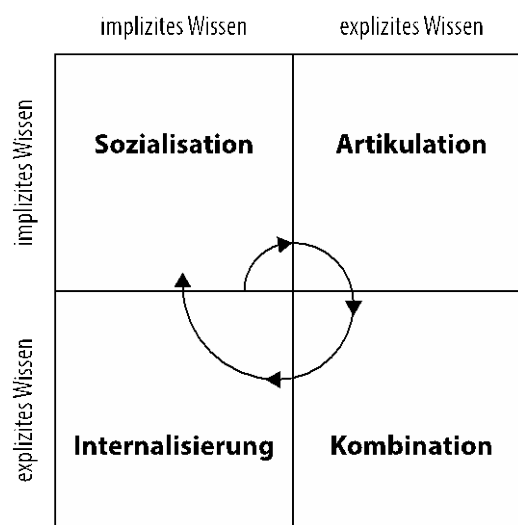 implizites Wissen
explizites Wissen
implizites Wissen
Sozialisation
Artikulation
explizites Wissen
Internalisierung
Kombination